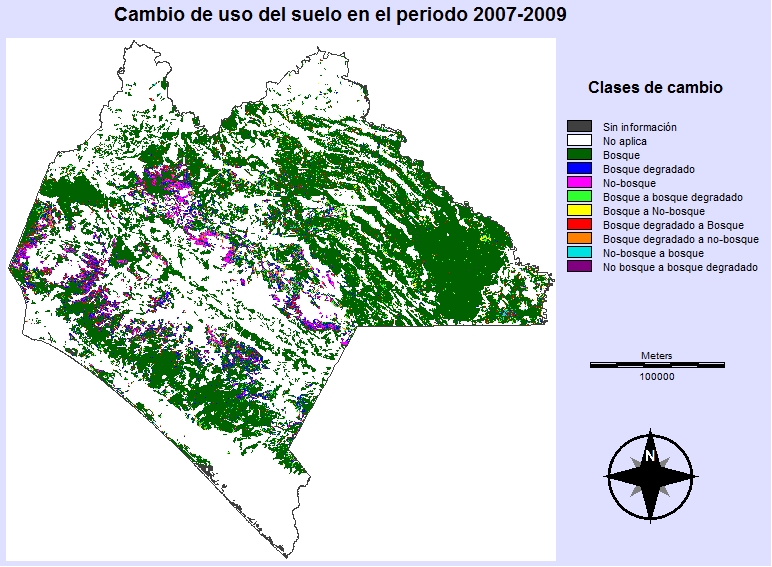 Cambio de uso del suelo en el periodo 2007-2009
Clases de cambio
Sin información
No aplica
Bosque
Bosque degradado
No-bosque
Bosque a bosque degradado
Bosque a No-bosque
Bosque degradado a Bosque
Bosque degradado a no-bosque
No-bosque a bosque
No bosque a bosque degradado
Meters
100000
N